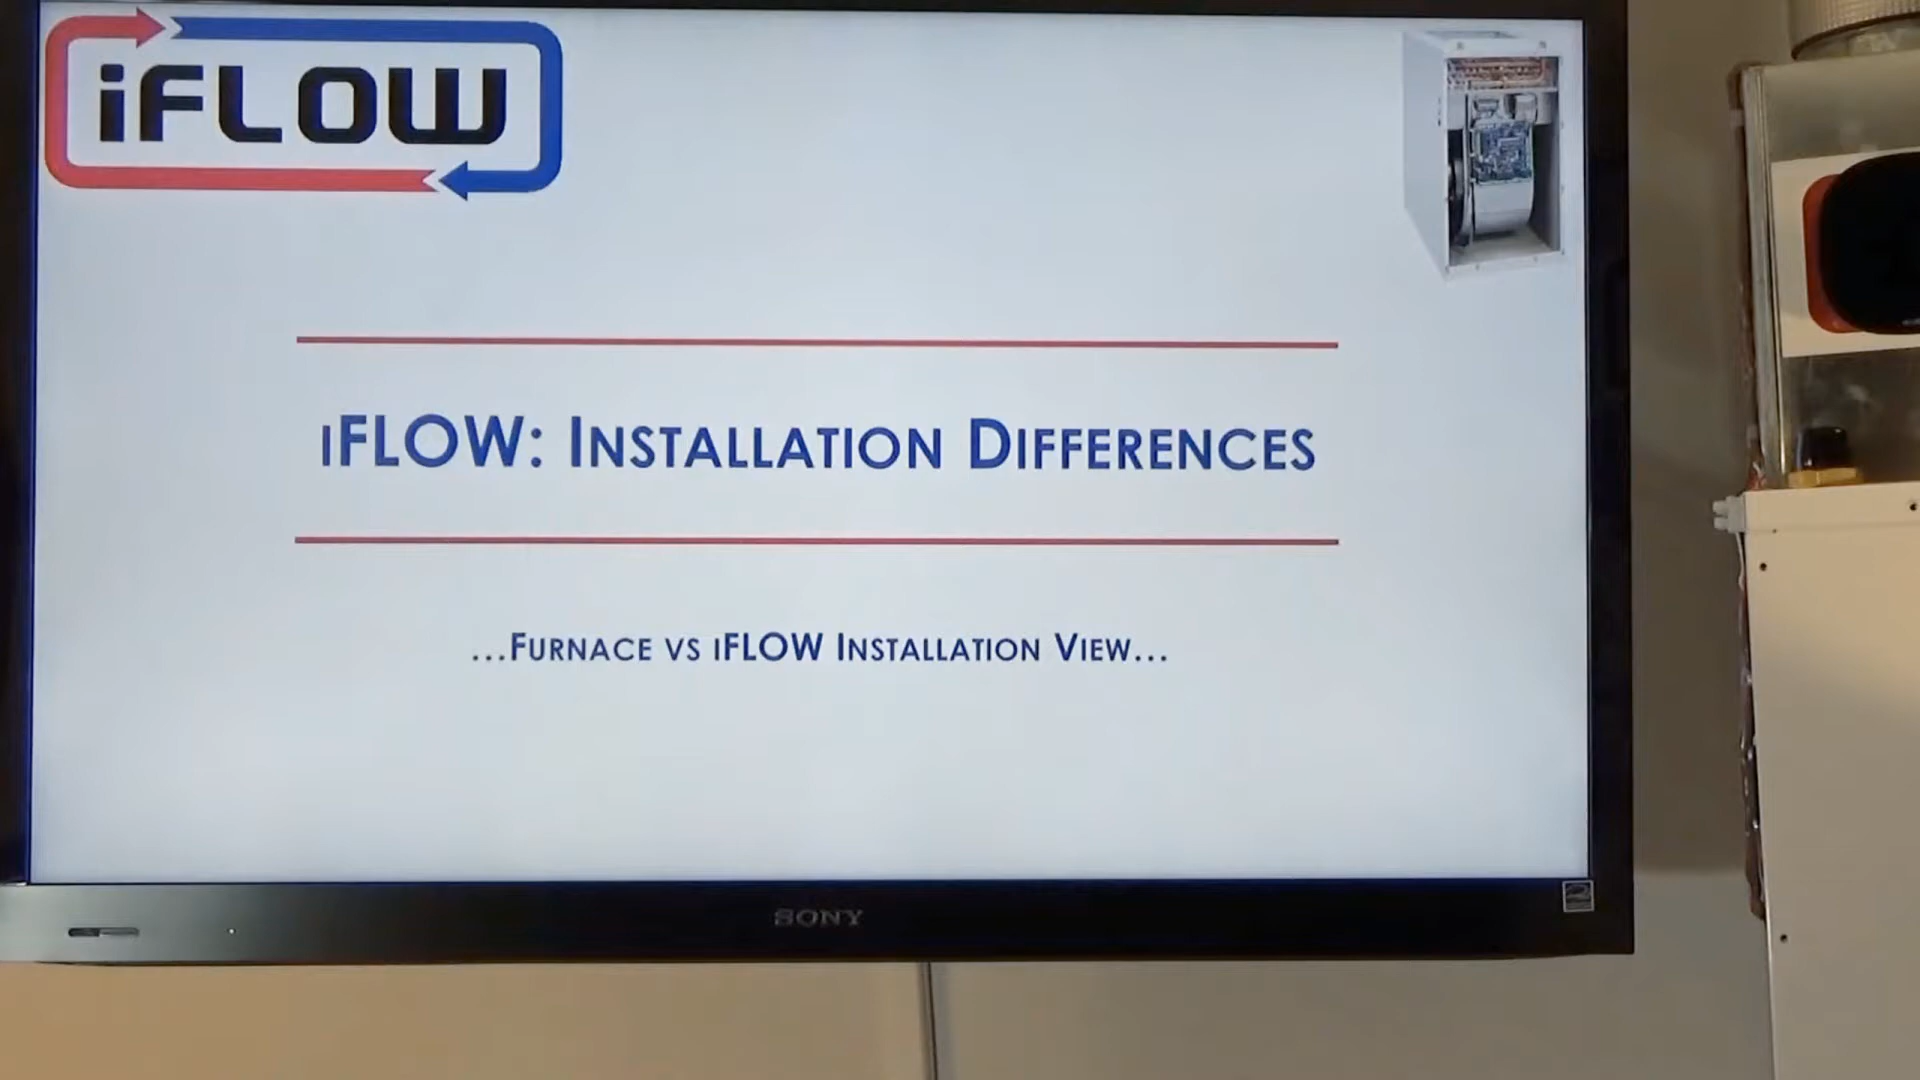 iFLOW
iFLOW: Installation Differences
...Furnace vs iFLOW Installation View...
SONY